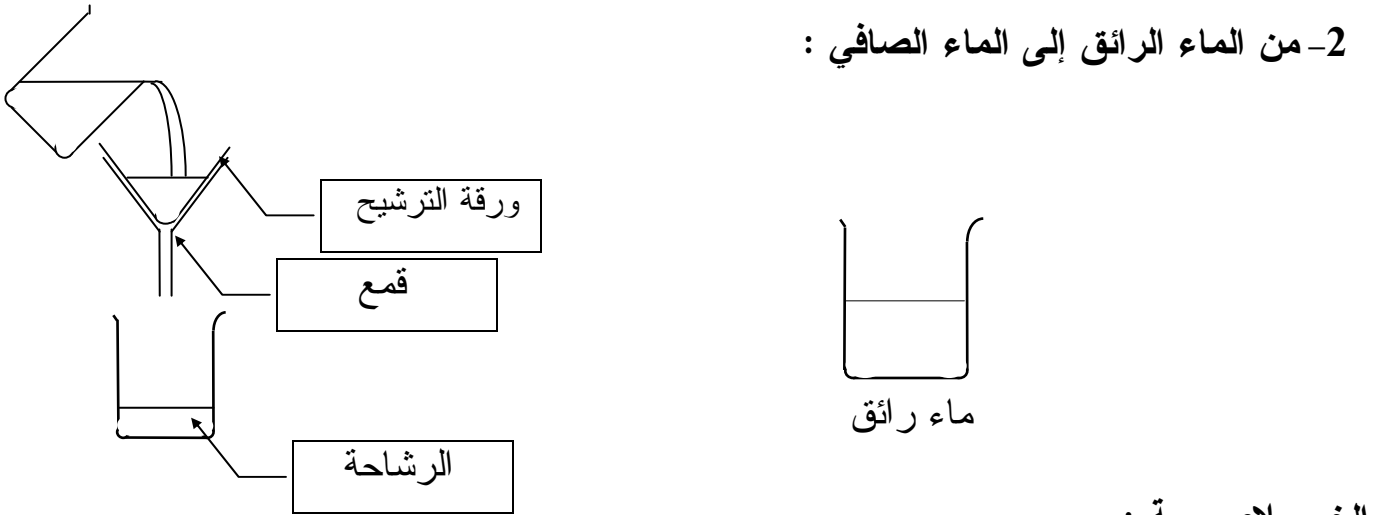 2- من الماء الرائق إلى الماء الصافي :
ورقة الترشيح
قمع
ماء رائق
الرشاحة